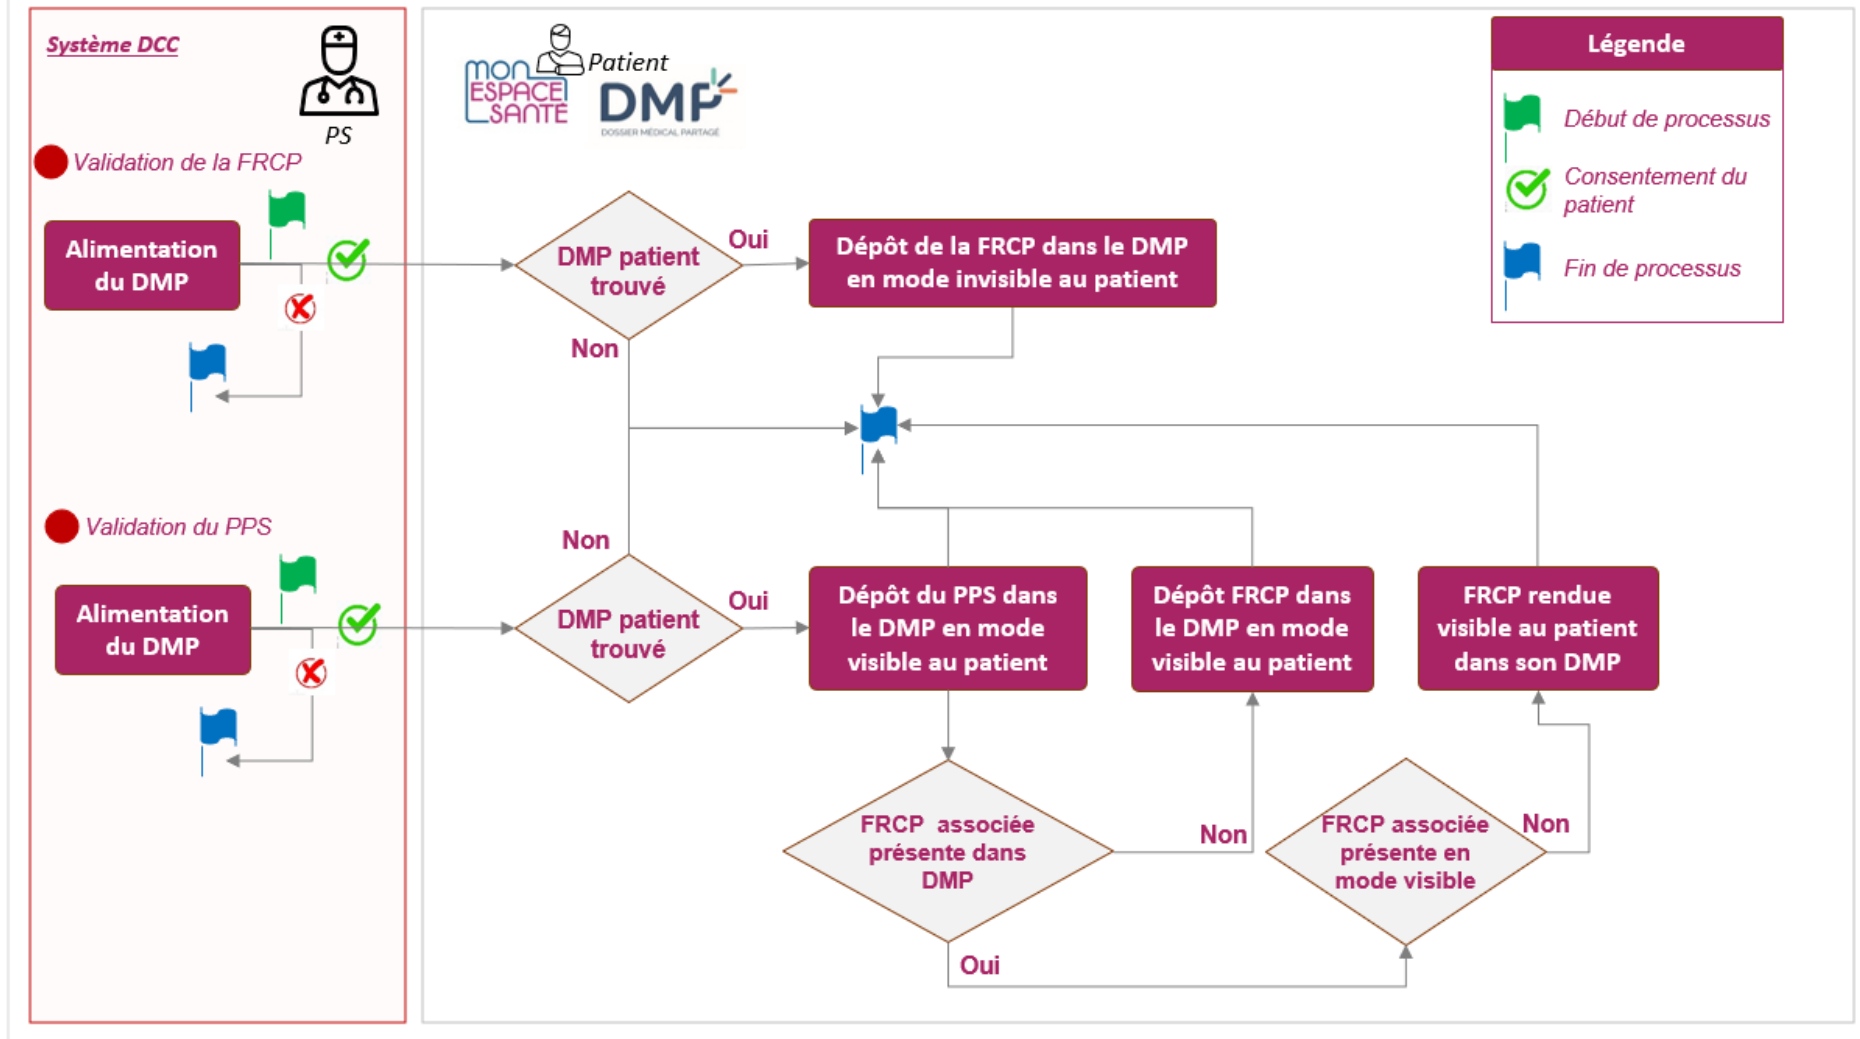 Système DCC
PS
mon
ESPACE
SANTÉ
Patient
DMP
DOSSIER MÉDICAL PARTAGÉ
Légende
Début de processus
Consentement du
patient
Fin de processus
Validation de la FRCP
Alimentation
du DMP
DMP patient
trouvé
Oui
Non
Dépôt de la FRCP dans le DMP
en mode invisible au patient
Validation du PPS
Alimentation
du DMP
Non
DMP patient
trouvé
Oui
Dépôt du PPS dans
le DMP en mode
visible au patient
Dépôt FRCP dans
le DMP en mode
visible au patient
FRCP rendue
visible au patient
dans son DMP
FRCP associée
présente dans
DMP
Non
Oui
FRCP associée
présente en
mode visible
Non